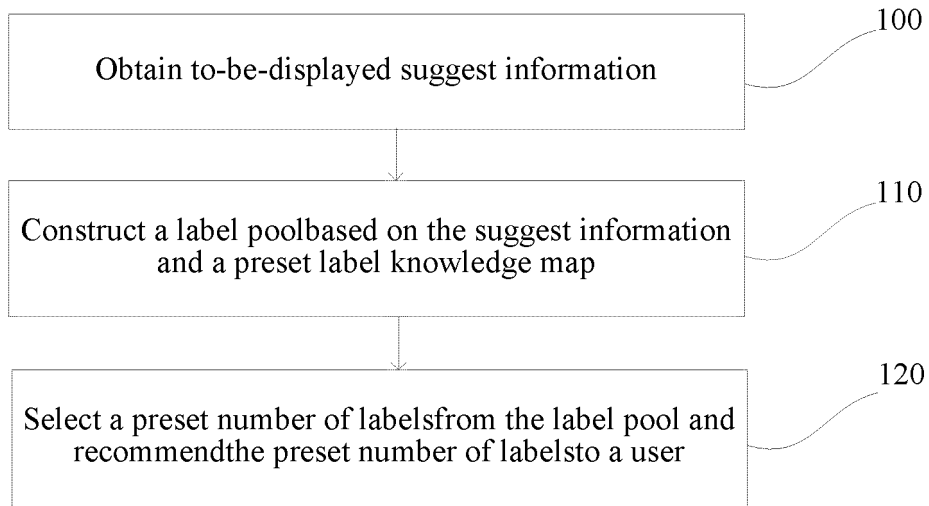 100
Obtain to-be-displayed suggest information
110
Construct a label poolbased on the suggest information
and a preset label knowledge map
120
Select a preset number of labelsfrom the label pool and
recommendthe preset number of labelsto a user